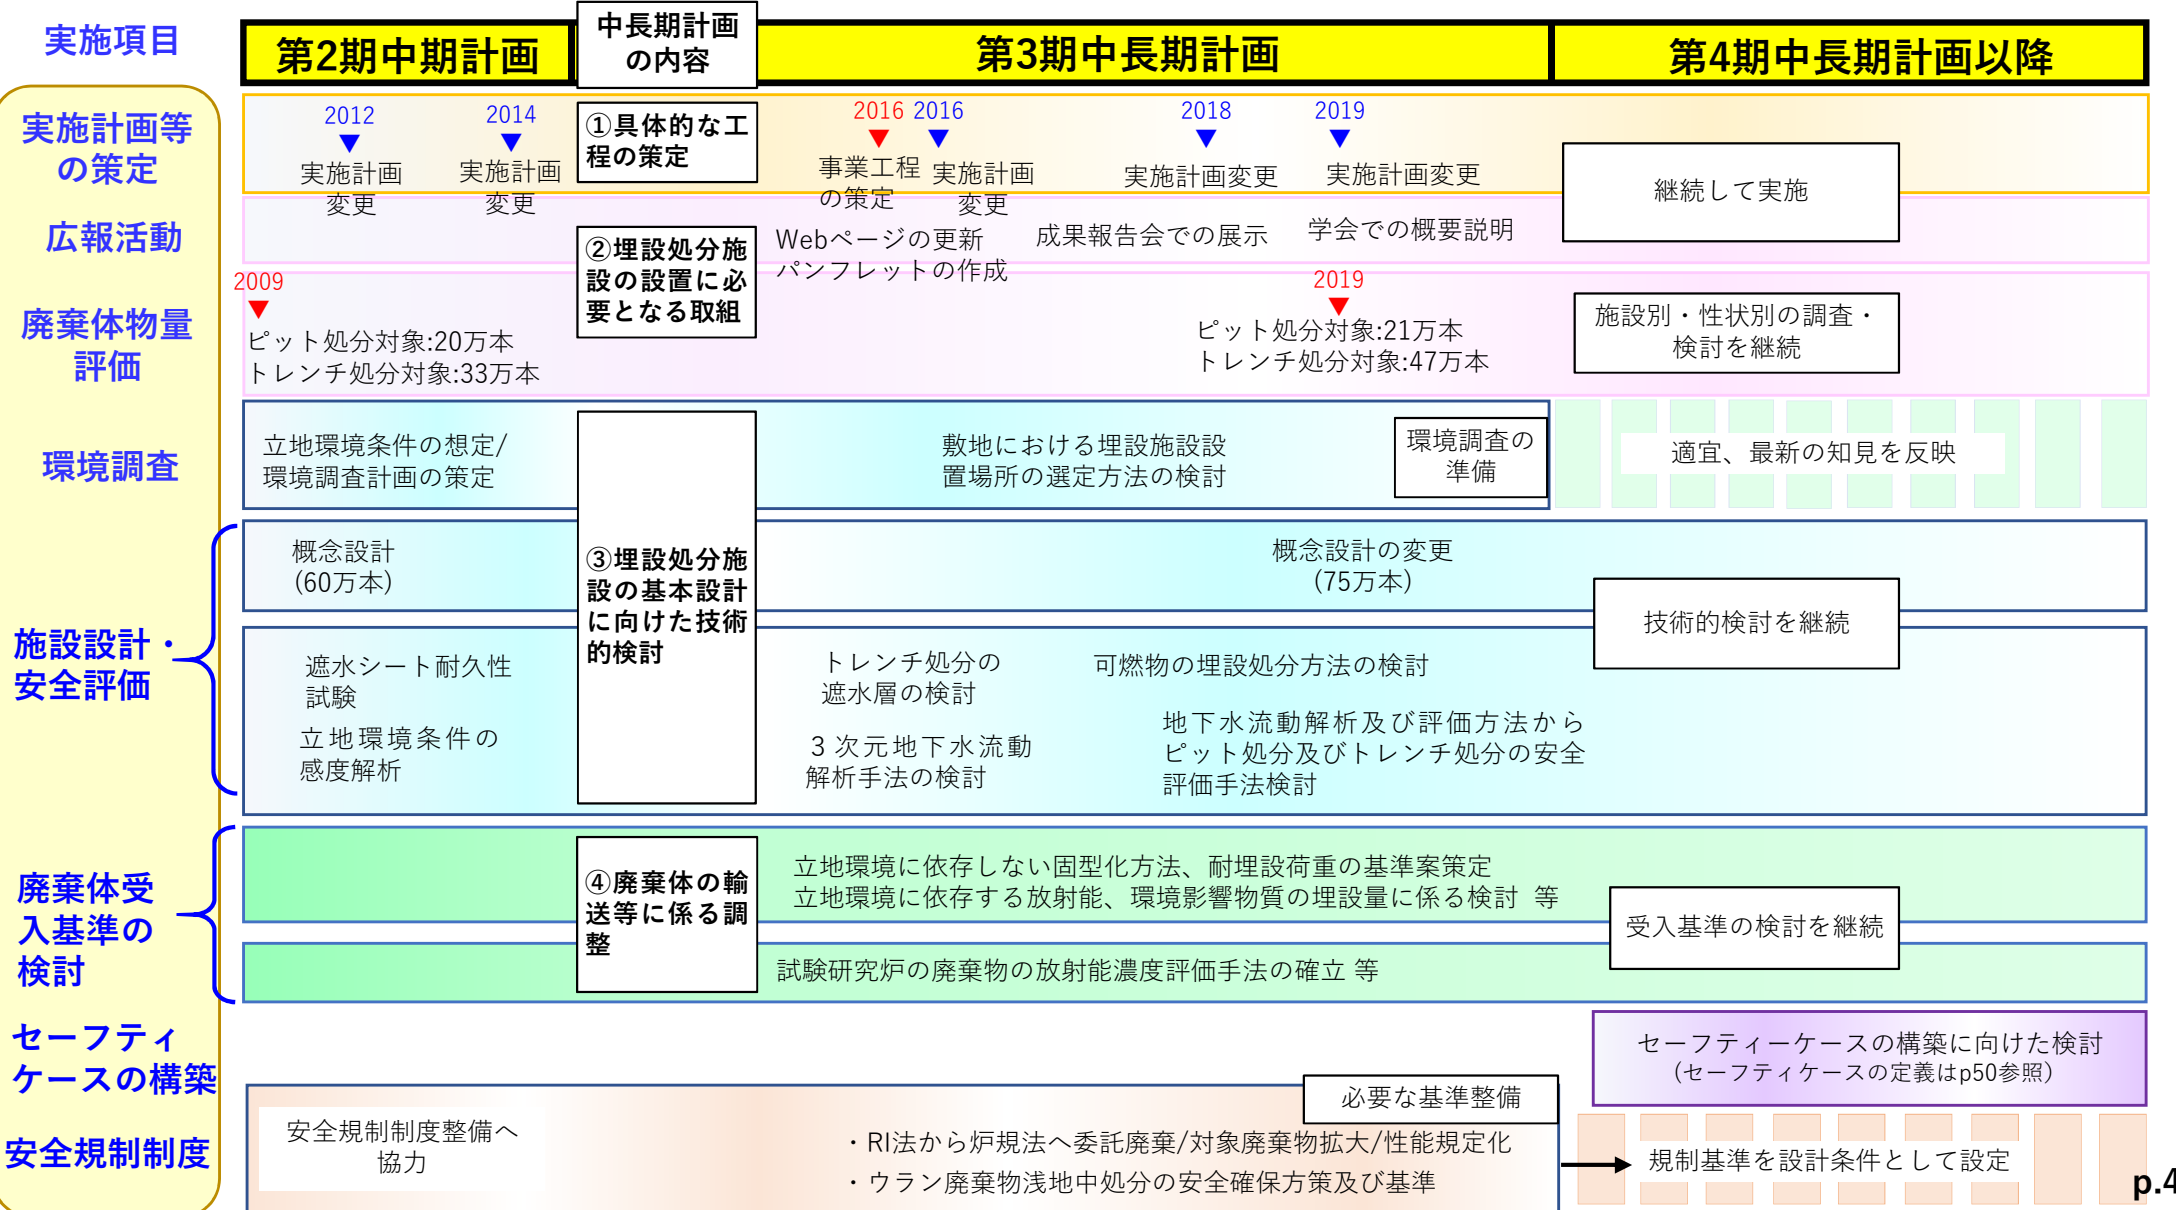 実施項目
第2期中期計画
中長期計画
の内容
第3期中長期計画
第4期中長期計画以降
実施計画等
の策定
2012
▼
実施計画
変更
2014
▼
実施計画
変更
①具体的な工
程の策定
2016
▼
事業工程
の策定
2016
▼
実施計画
変更
2018
▼
実施計画変更
2019
▼
実施計画変更
継続して実施
広報活動
②埋設処分施
設の設置に必
要となる取組
Webページの更新
パンフレットの作成
成果報告会での展示
学会での概要説明
廃棄体物量
評価
2009
▼
ピット処分対象:20万本
トレンチ処分対象:33万本
2019
▼
ピット処分対象:21万本
トレンチ処分対象:47万本
施設別・性状別の調査・
検討を継続
環境調査
立地環境条件の想定/
環境調査計画の策定
敷地における埋設施設設
置場所の選定方法の検討
環境調査の
準備
適宜、最新の知見を反映
施設設計・
安全評価
概念設計
(60万本)
③埋設処分施
設の基本設計
に向けた技術
的検討
概念設計の変更
(75万本)
技術的検討を継続
遮水シート耐久性
試験
立地環境条件の
感度解析
トレンチ処分の
遮水層の検討
３次元地下水流動
解析手法の検討
可燃物の埋設処分方法の検討
地下水流動解析及び評価方法から
ピット処分及びトレンチ処分の安全
評価手法検討
廃棄体受
入基準の
検討
④廃棄体の輸
送等に係る調
整
立地環境に依存しない固型化方法、耐埋設荷重の基準案策定
立地環境に依存する放射能、環境影響物質の埋設量に係る検討 等
試験研究炉の廃棄物の放射能濃度評価手法の確立 等
受入基準の検討を継続
セーフティ
ケースの構築
セーフティーケースの構築に向けた検討
（セーフティケースの定義はp50参照）
安全規制制度
安全規制制度整備へ
協力
必要な基準整備
・RI法から炉規法へ委託廃棄/対象廃棄物拡大/性能規定化
・ウラン廃棄物浅地中処分の安全確保方策及び基準
規制基準を設計条件として設定
p.4